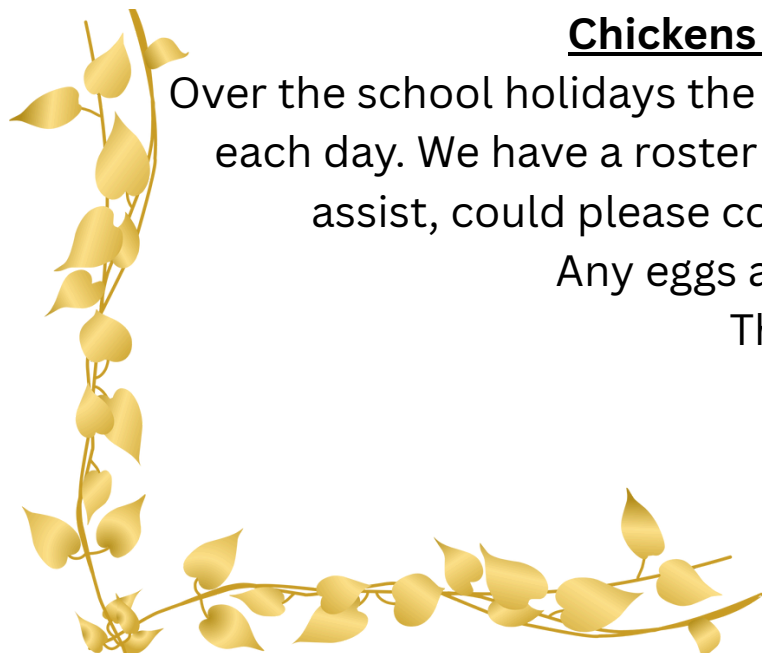 Chickens
Over the school holidays the
each day. We have a roster
assist, could please co
Any eggs a
Th